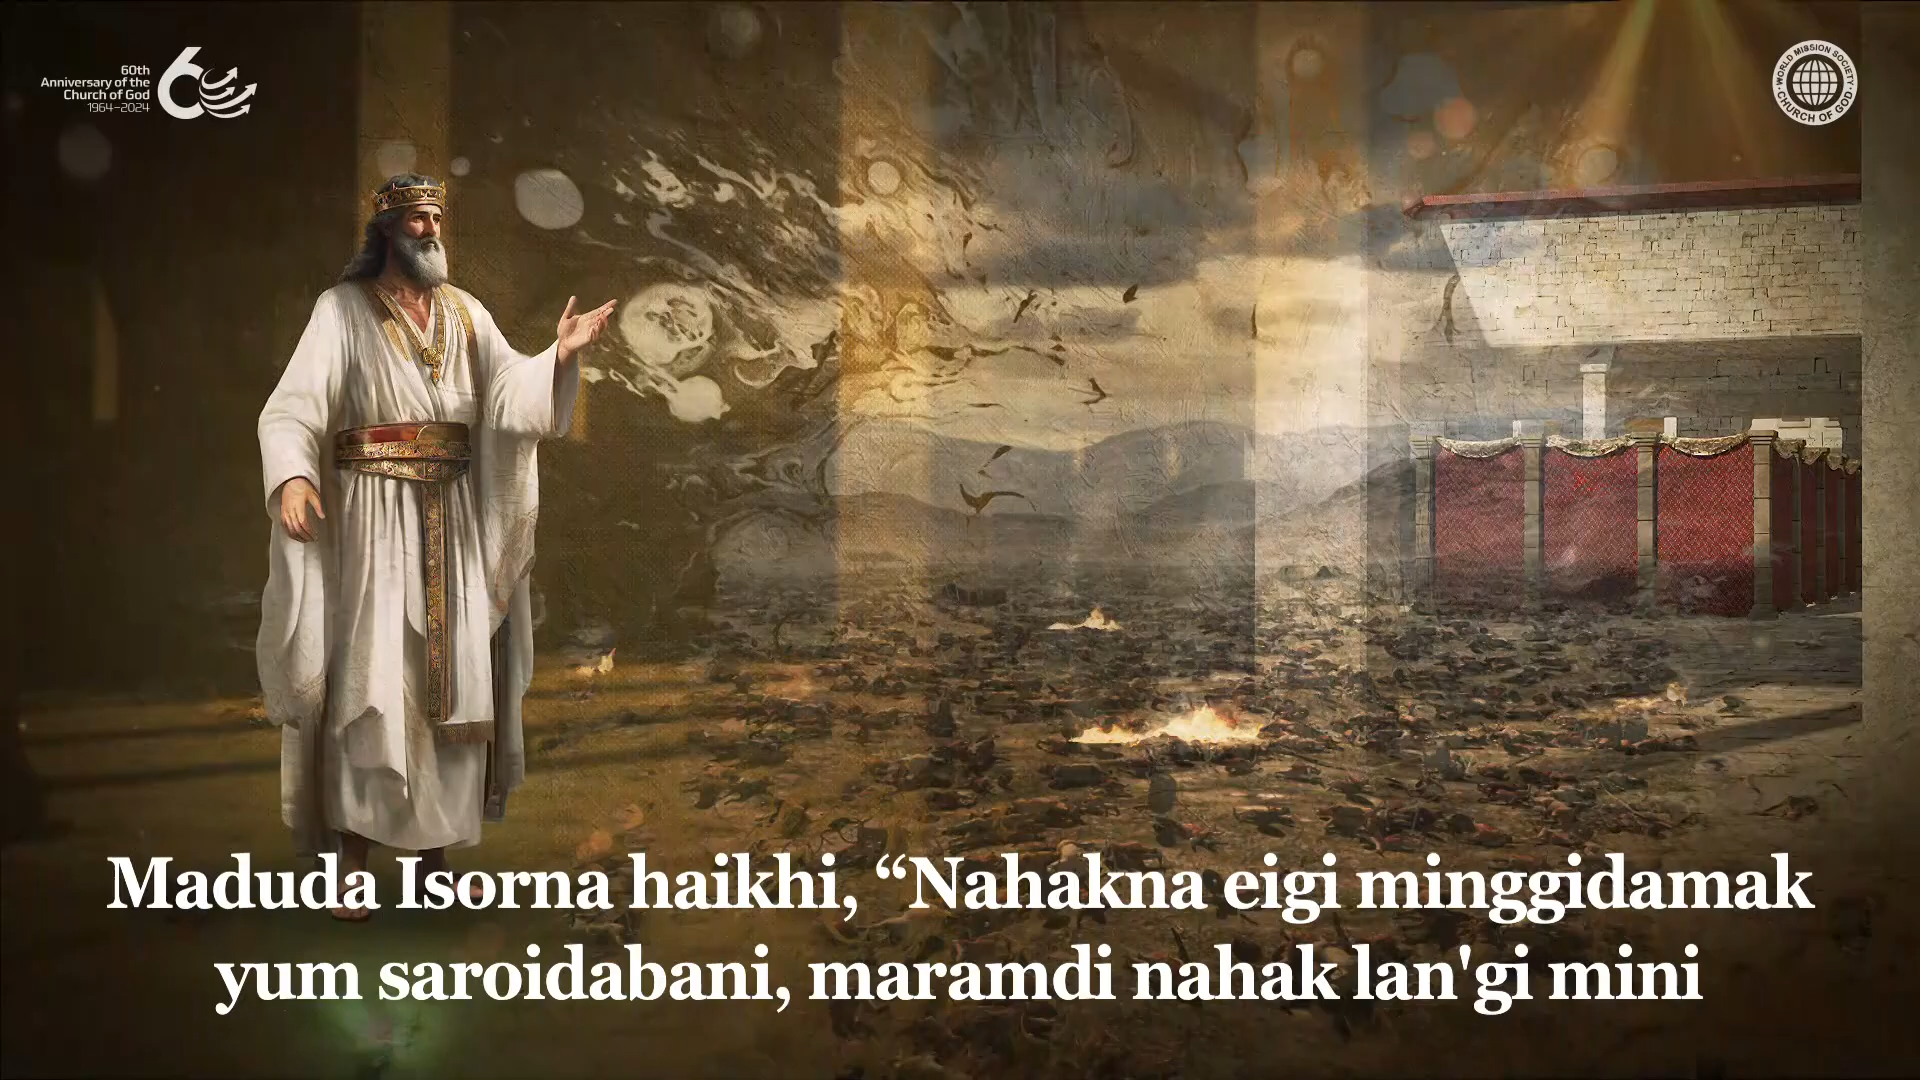 60th
Anniversary of the
Church of God
1964–2024
60
WORLD MISSION SOCIETY
CHURCH OF GOD
Maduda Isorna haikhi, “Nahakna eigi minggidamak
yum saroidabani, maramdi nahak lan'gi mini